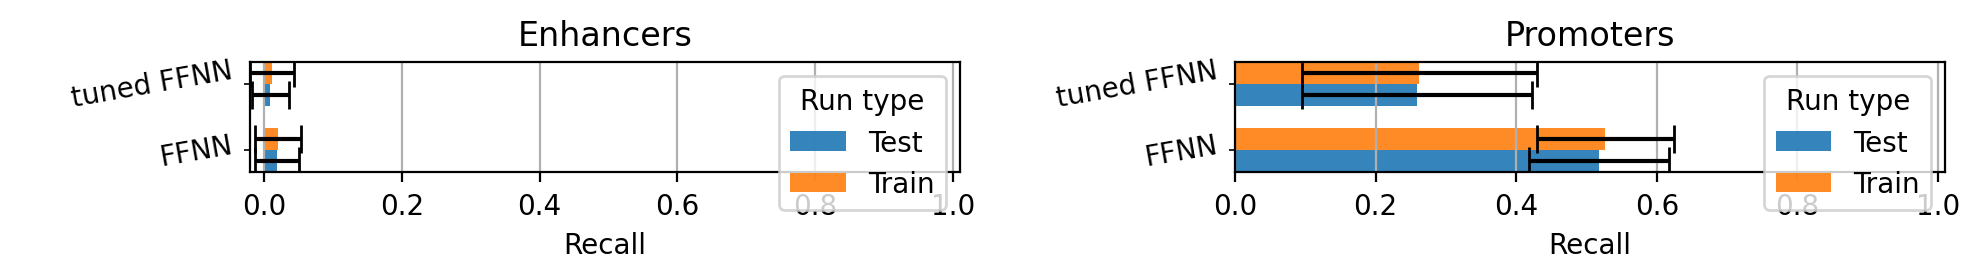 Enhancers
tuned FFNN
FFNN
Run type
Test
Train
0.0 0.2 0.4 0.6 0.8 1.0
Recall
Promoters
tuned FFNN
FFNN
Run type
Test
Train
0.0 0.2 0.4 0.6 0.8 1.0
Recall